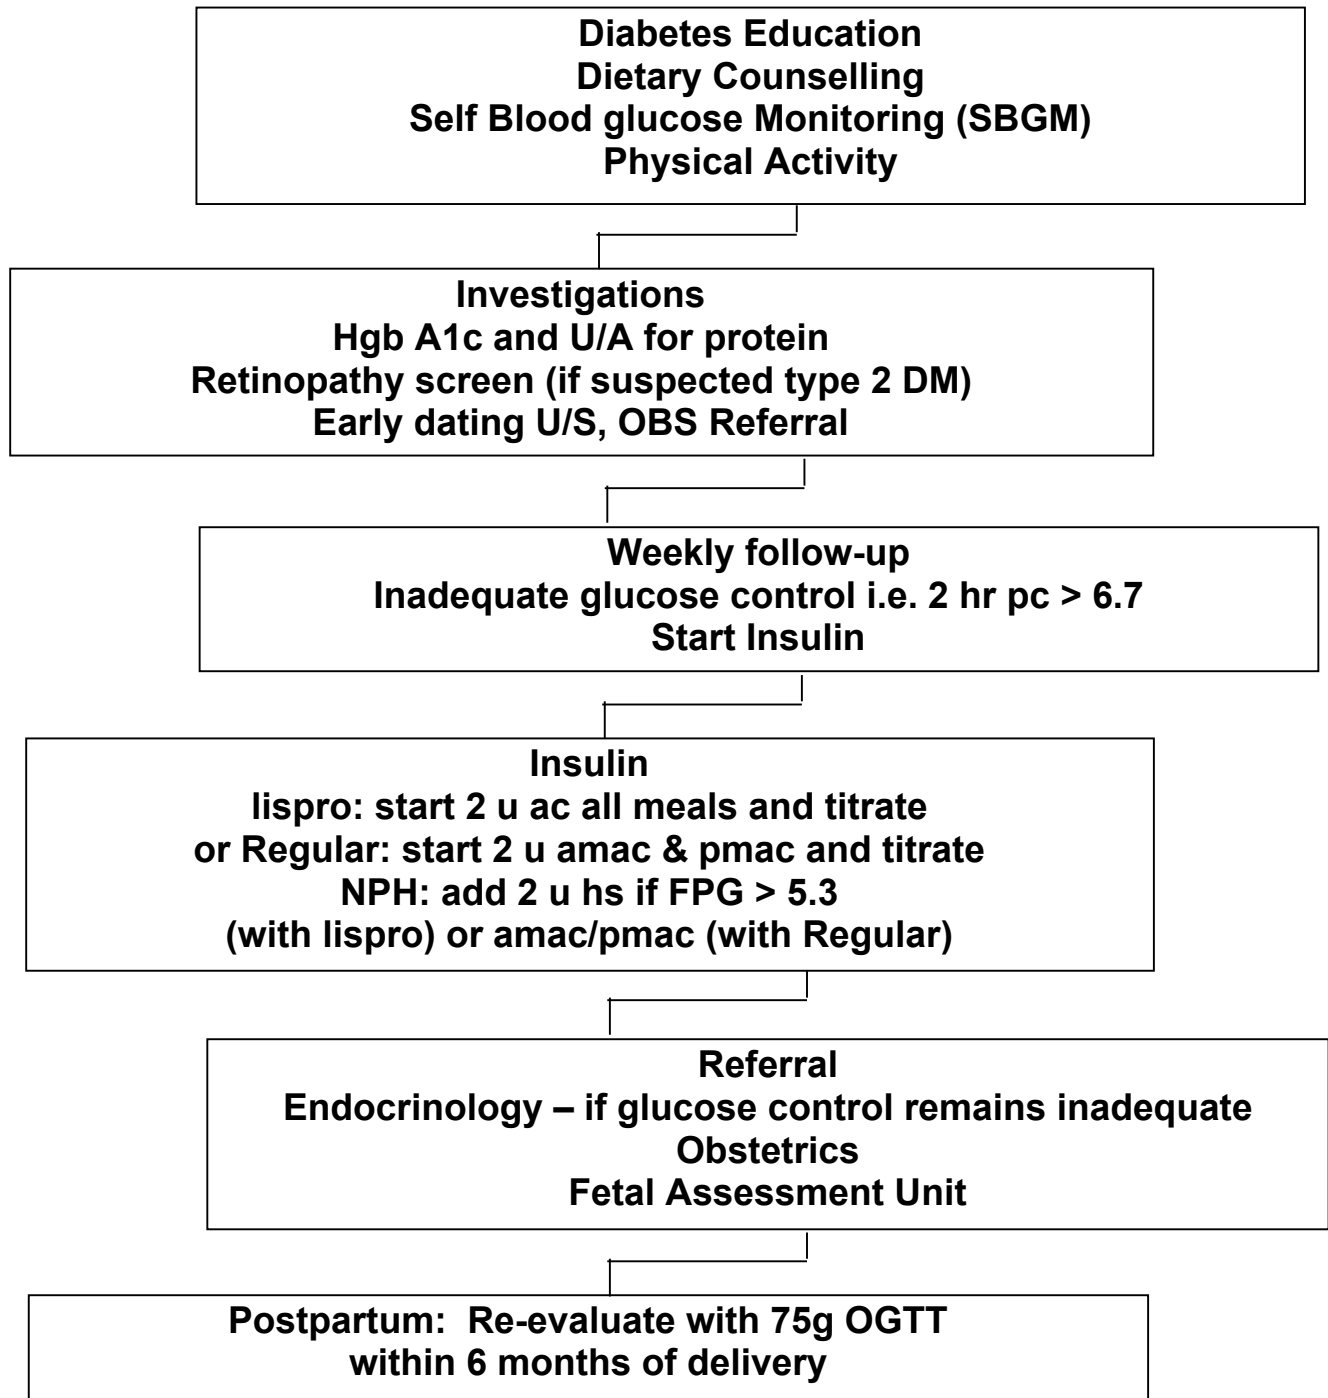 Diabetes Education
Dietary Counselling
Self Blood glucose Monitoring (SBGM)
Physical Activity
Investigations
Hgb A1c and U/A for protein
Retinopathy screen (if suspected type 2 DM)
Early dating U/S, OBS Referral
Weekly follow-up
Inadequate glucose control i.e. 2 hr pc > 6.7
Start Insulin
Insulin
lispro: start 2 u ac all meals and titrate
or Regular: start 2 u amac & pmac and titrate
NPH: add 2 u hs if FPG > 5.3
(with lispro) or amac/pmac (with Regular)
Referral
Endocrinology – if glucose control remains inadequate
Obstetrics
Fetal Assessment Unit
Postpartum:  Re-evaluate with 75g OGTT
within 6 months of delivery